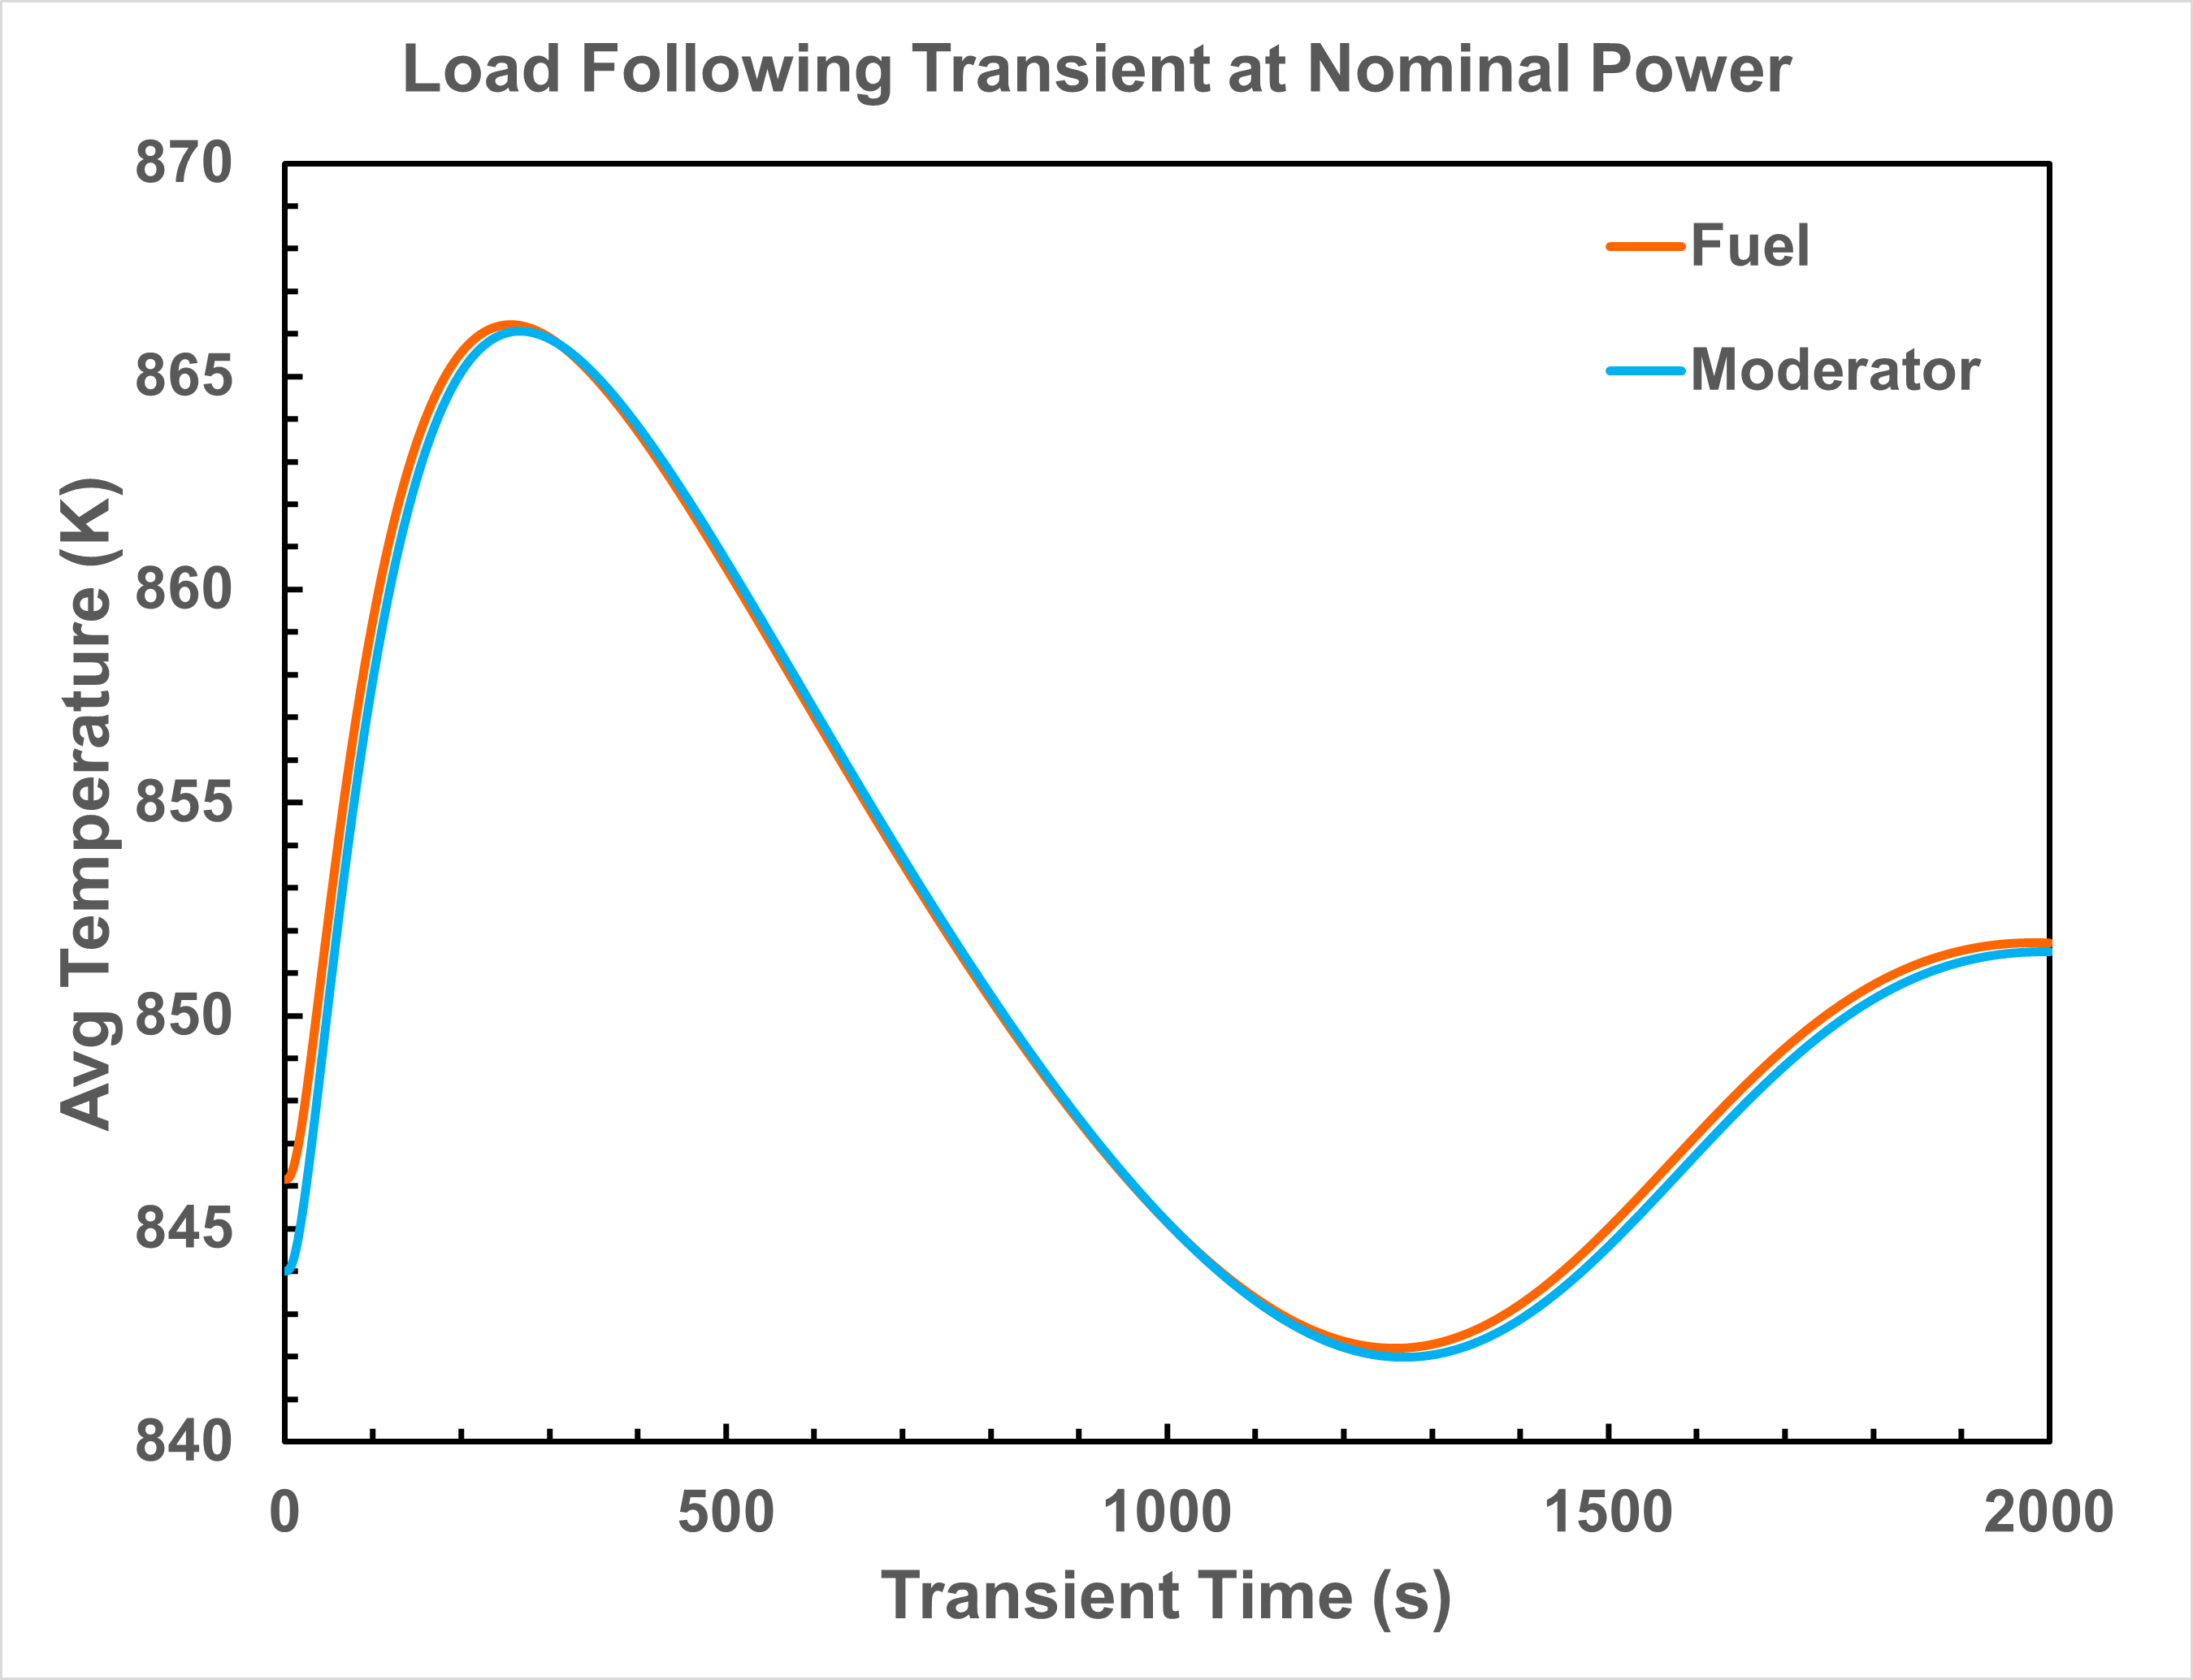 Load Following Transient at Nominal Power
870
865
860
855
850
845
840
Avg Temperature (K)
Fuel
Moderator
0 500 1000 1500 2000
Transient Time (s)